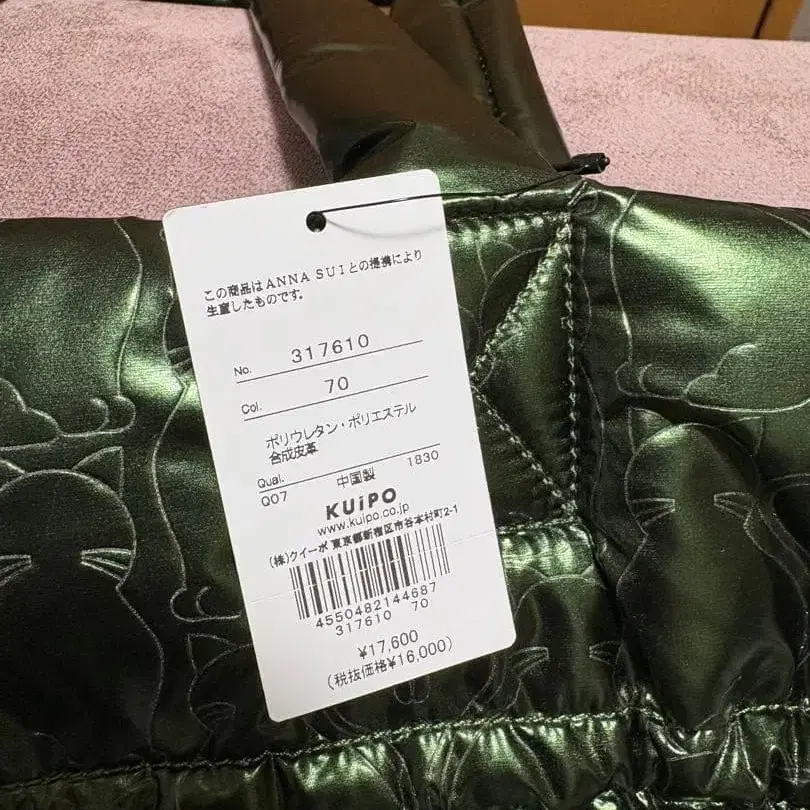 この商品はANNA SUIとの提携により
生産したものです。
No. 317610
Col. 70
ポリウレタン・ポリエステル
合成皮革
Qual. 中国製 1830
007
KUiPO
www.kuipo.co.jp
(株)クイーポ 東京都新宿区市谷本村町2-1
4550482144687
317610 70
¥17,600
(税抜価格¥16,000)